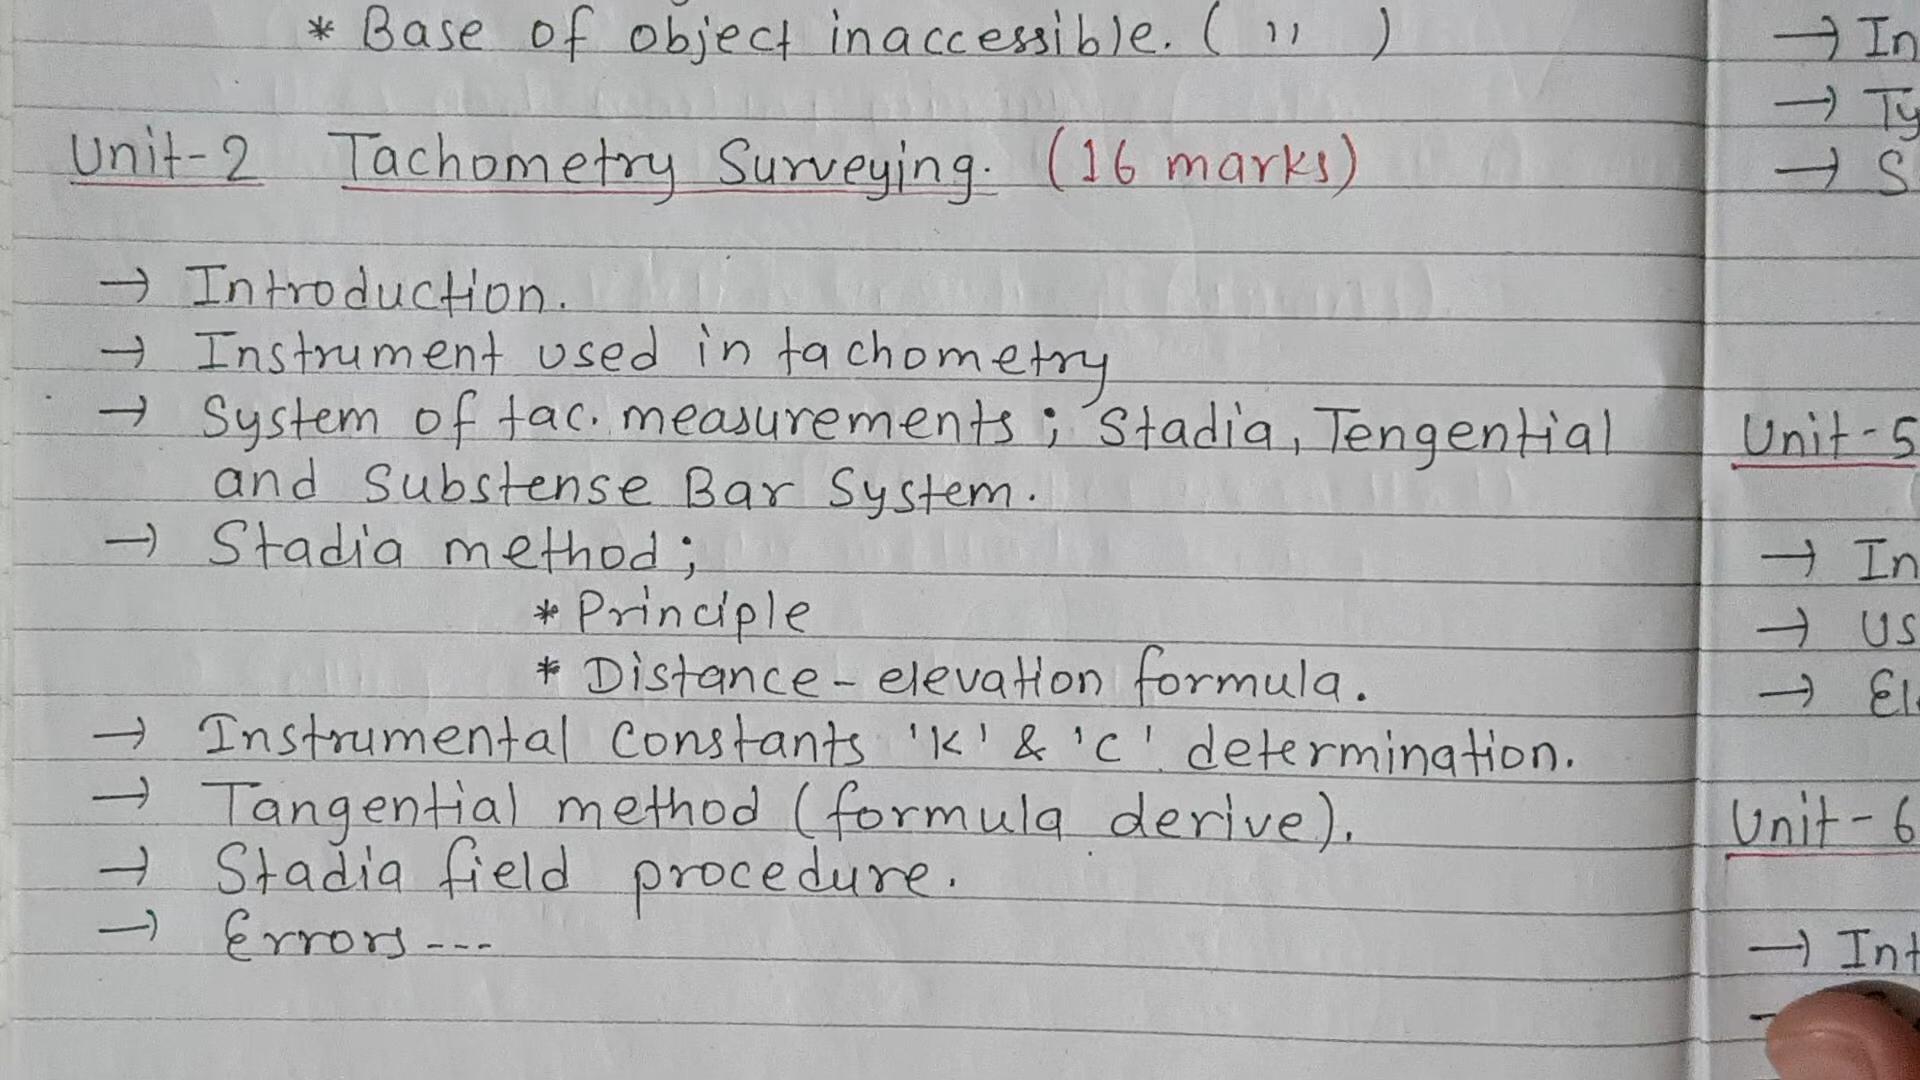 * Base of object inaccessible. ( 11 )
Unit-2 Tachometry Surveying. (16 marks)
→ Introduction.
→ Instrument used in tachometry
→ System of tac. measurements ; Stadia, Tengential
and Substense Bar System.
→ Stadia method ;
* Principle
* Distance - elevation formula.
→ Instrumental Constants 'K' & 'C' determination.
→ Tangential method (formula derive).
→ Stadia field procedure.
→ Errors ---
→ In
→ Ty
→ S
Unit-5
→ In
→ Us
→ El
Unit-6
→ Int